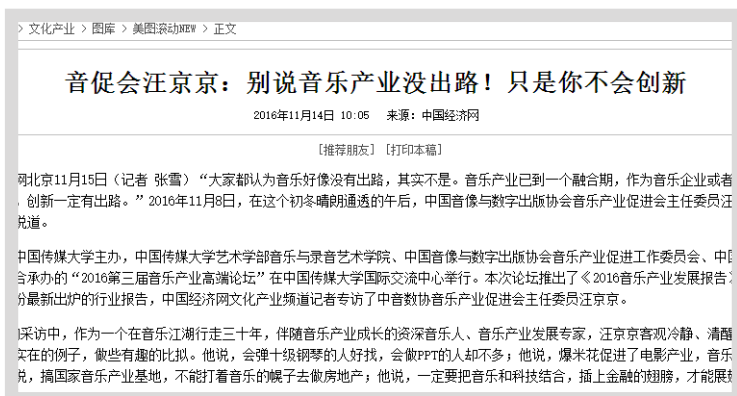 > 文化产业 > 图库 > 美图滚动NEW > 正文
音促会汪京京：别说音乐产业没出路！只是你不会创新
2016年11月14日 10:05 来源：中国经济网
[推荐朋友] [打印本稿]
网北京11月15日（记者 张雪）“大家都认为音乐好像没有出路，其实不是。音乐产业已到一个融合期，作为音乐企业或者
，创新一定有出路。”2016年11月8日，在这个初冬晴朗通透的午后，中国音像与数字出版协会音乐产业促进会主任委员汪
说道。
中国传媒大学主办，中国传媒大学艺术学部音乐与录音艺术学院、中国音像与数字出版协会音乐产业促进工作委员会、中国
合承办的“2016第三届音乐产业高端论坛”在中国传媒大学国际交流中心举行。本次论坛推出了《2016音乐产业发展报告》
份最新出炉的行业报告，中国经济网文化产业频道记者专访了中音数协音乐产业促进会主任委员汪京京。
采访中，作为一个在音乐江湖行走三十年，伴随音乐产业成长的资深音乐人、音乐产业发展专家，汪京京客观冷静、清醒
实在的例子，做些有趣的比拟。他说，会弹十级钢琴的人好找，会做PPT的人却不多；他说，爆米花促进了电影产业，音乐
说，搞国家音乐产业基地，不能打着音乐的幌子去做房地产；他说，一定要把音乐和科技结合，插上金融的翅膀，才能展翅